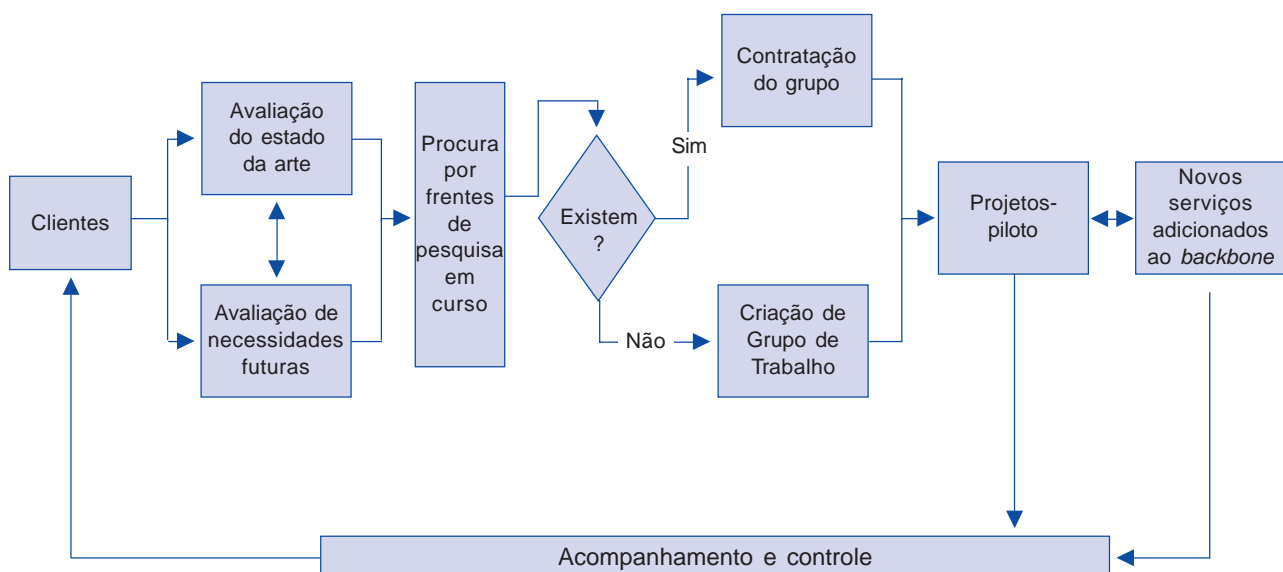 Clientes
Avaliação
do estado
da arte
Avaliação de
necessidades
futuras
Procura
por
frentes
de
pesquisa
em
curso
Existem
?
Sim
Não
Contratação
do grupo
Criação de
Grupo de
Trabalho
Projetos-
piloto
Novos
serviços
adicionados
ao backbone
Acompanhamento e controle